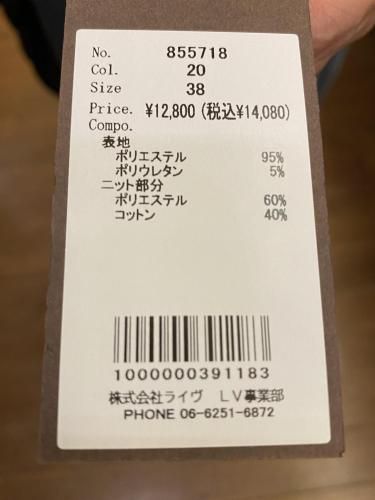 No. 855718
Col. 20
Size 38
Price. ¥12,800(税込¥14,080)
Compo.
表地
ポリエステル 95%
ポリウレタン 5%
ニット部分
ポリエステル 60%
コットン 40%
1000000391183
株式会社ライヴ LV事業部
PHONE 06-6251-6872